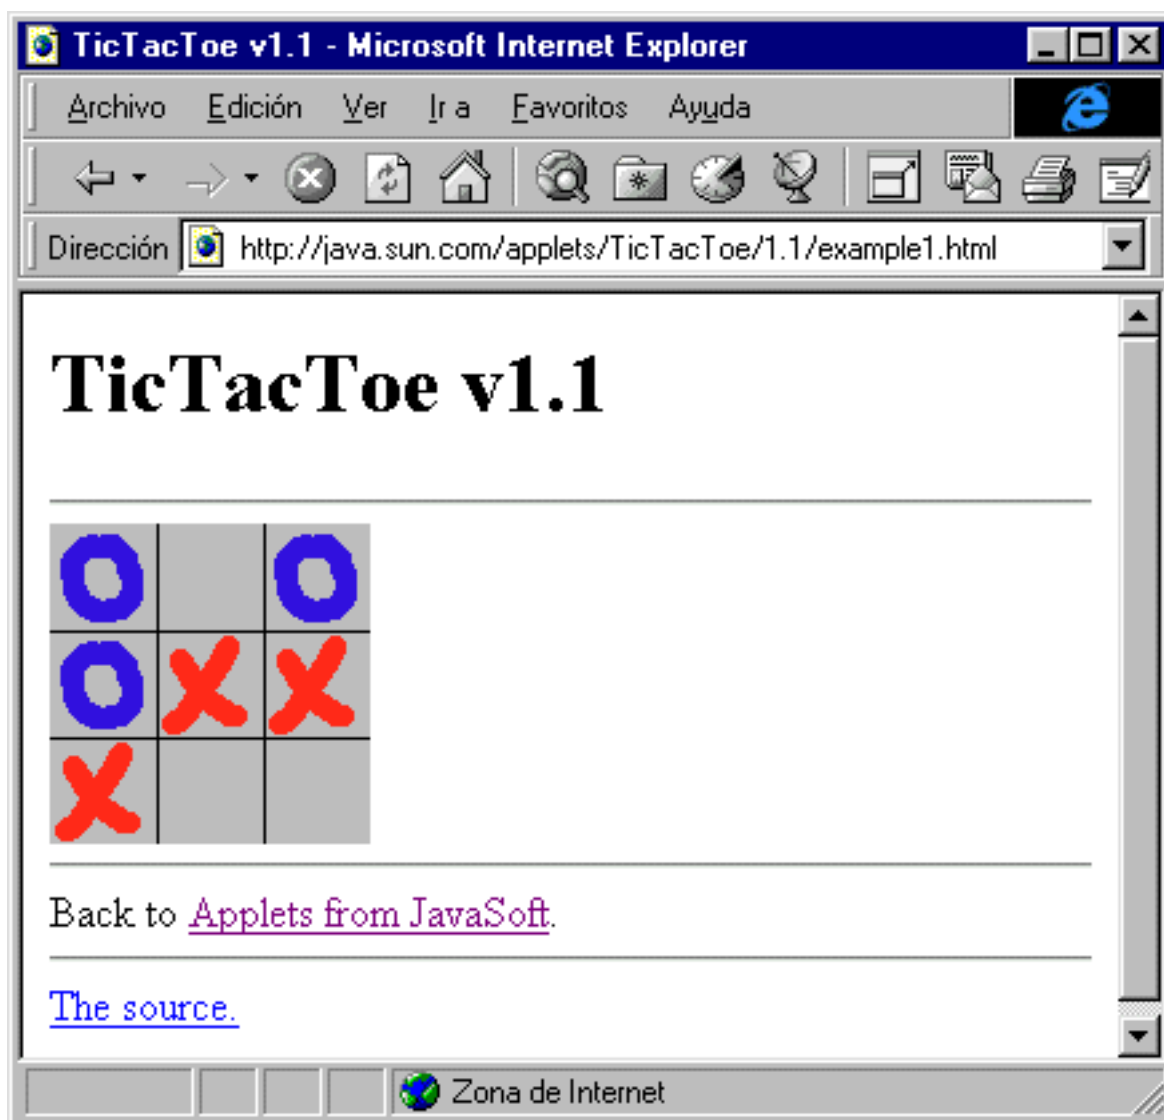 TicTacToe v1.1 - Microsoft Internet Explorer
Archivo Edición Ver Ir a Favoritos Ayuda
Dirección http://java.sun.com/applets/TicTacToe/1.1/example1.html
TicTacToe v1.1
O O
O X X
X
Back to Applets from JavaSoft.
The source.
Zona de Internet